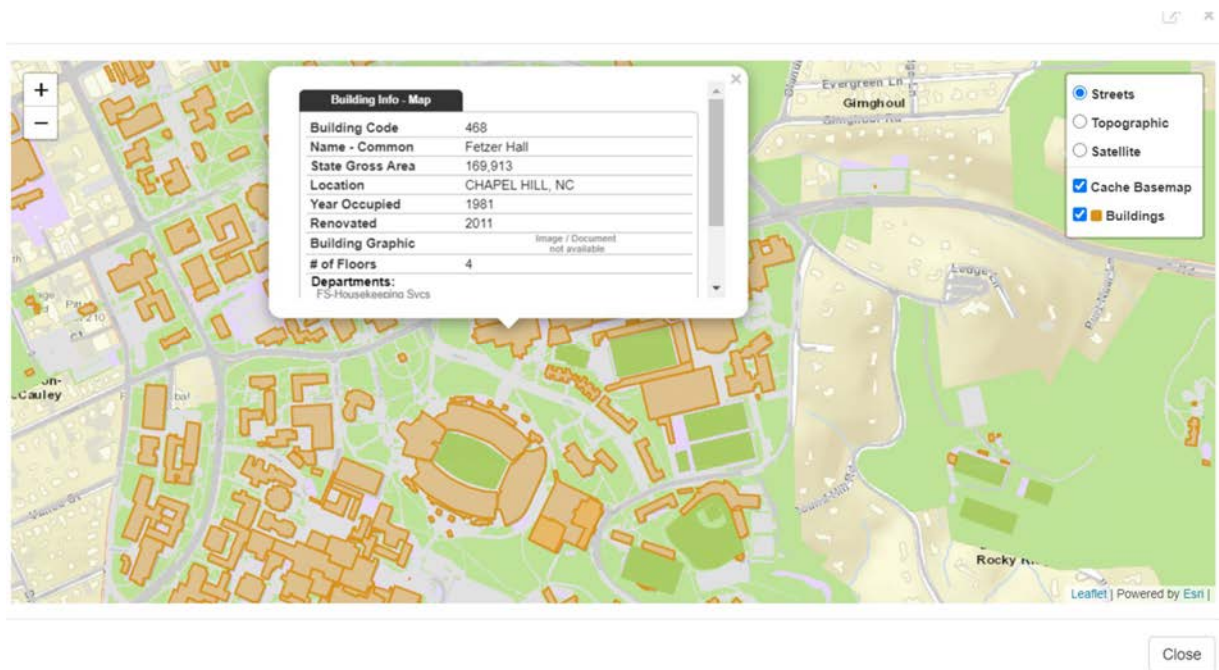 +
−
Building Info - Map
Building Code 468
Name - Common Fetzer Hall
State Gross Area 169,913
Location CHAPEL HILL, NC
Year Occupied 1981
Renovated 2011
Building Graphic Image / Document
not available
# of Floors 4
Departments:
FS-Housekeeping Svcs
Evergreen Ln
Gimghoul
Gimghoul Rd
Streets
Topographic
Satellite
Cache Basemap
Buildings
Ledge Ln
Cauley
Rocky
Leaflet | Powered by Esri |
Close